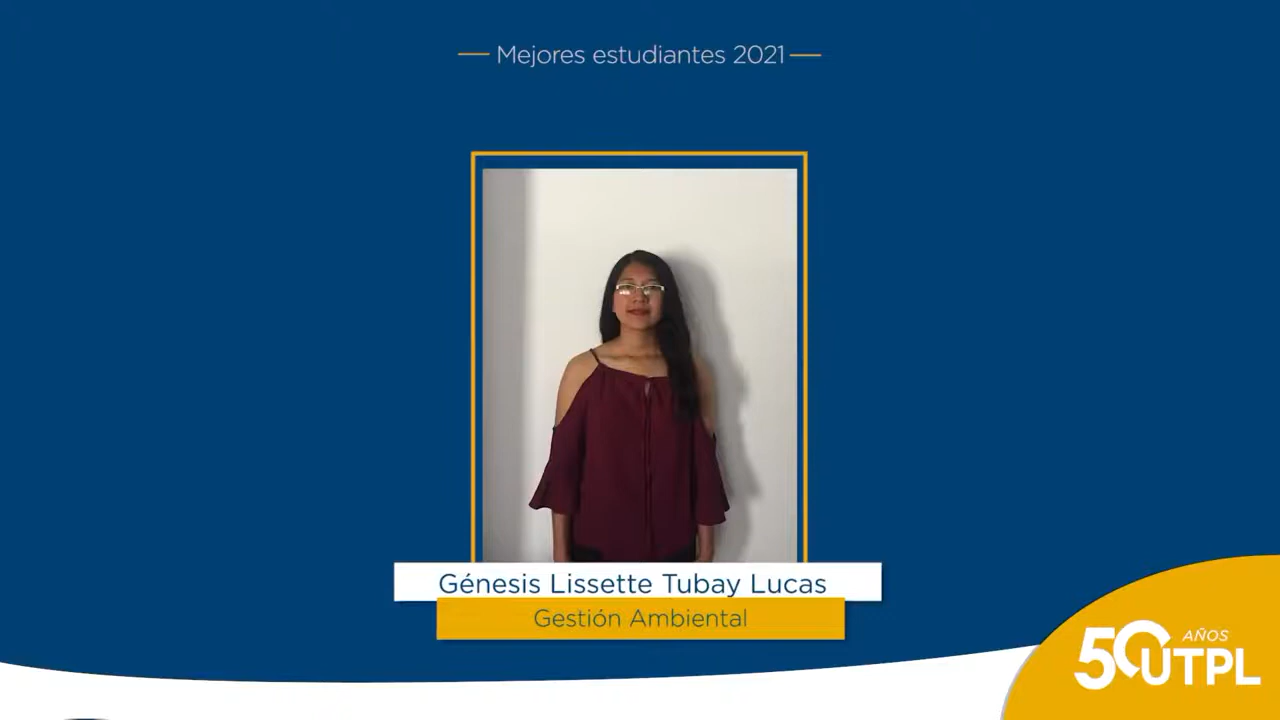 Mejores estudiantes 2021
Génesis Lissette Tubay Lucas
Gestión Ambiental
50 AÑOS
UTPL